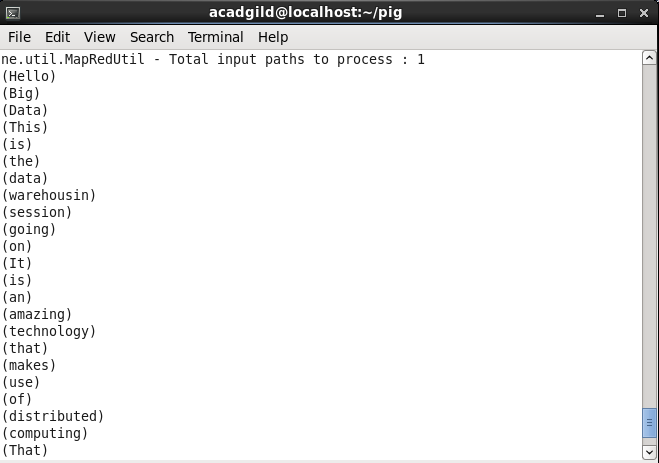 acadgild@localhost:~/pig
File Edit View Search Terminal Help
ne.util.MapRedUtil - Total input paths to process : 1
(Hello)
(Big)
(Data)
(This)
(is)
(the)
(data)
(warehousin)
(session)
(going)
(on)
(It)
(is)
(an)
(amazing)
(technology)
(that)
(makes)
(use)
(of)
(distributed)
(computing)
(That)